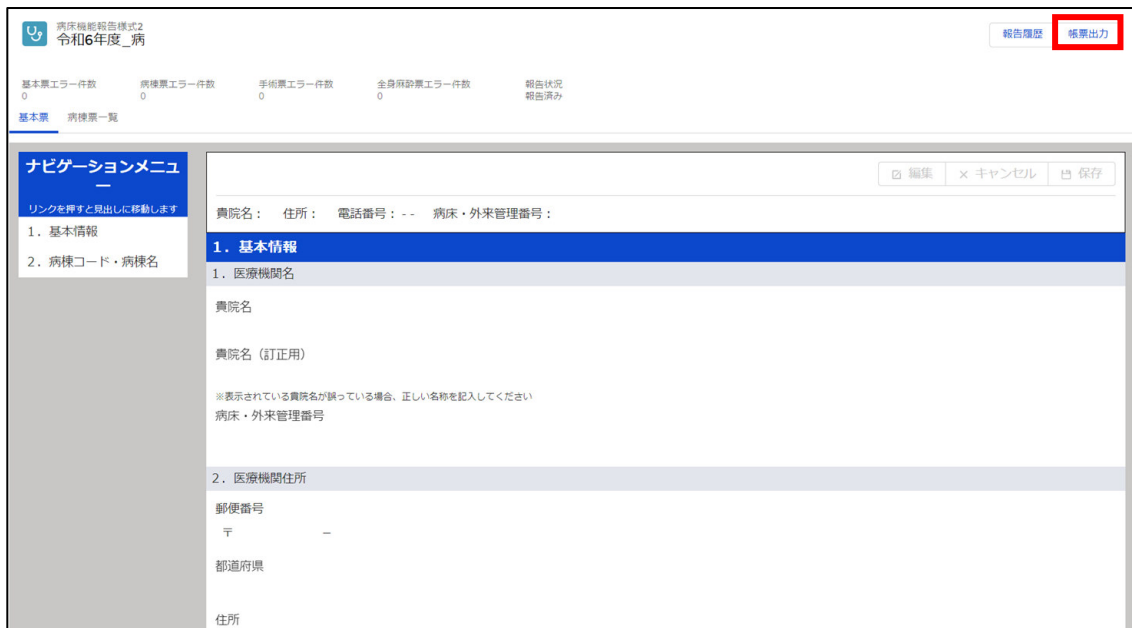 病床機能報告様式2
令和6年度_病
報告履歴
帳票出力
基本票エラー件数 病棟票エラー件数 手術票エラー件数 全身麻酔票エラー件数 報告状況
0 0 0 0 報告済み
基本票 病棟票一覧
ナビゲーションメニュ
ー
リンクを押すと見出しに移動します
1．基本情報
2．病棟コード・病棟名
編集 × キャンセル 保存
貴院名： 住所： 電話番号：-- 病床・外来管理番号：
1．基本情報
1．医療機関名
貴院名
貴院名（訂正用）
※表示されている貴院名が誤っている場合、正しい名称を記入してください
病床・外来管理番号
2．医療機関住所
郵便番号
〒 －
都道府県
住所